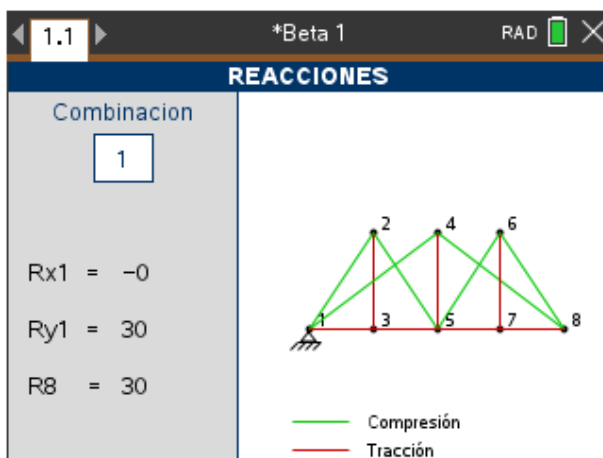 1.1 *Beta 1 RAD
REACCIONES
Combinacion
1
Rx1 = -0
Ry1 = 30
R8 = 30
2 4 6
1 3 5 7 8
Compresión
Tracción